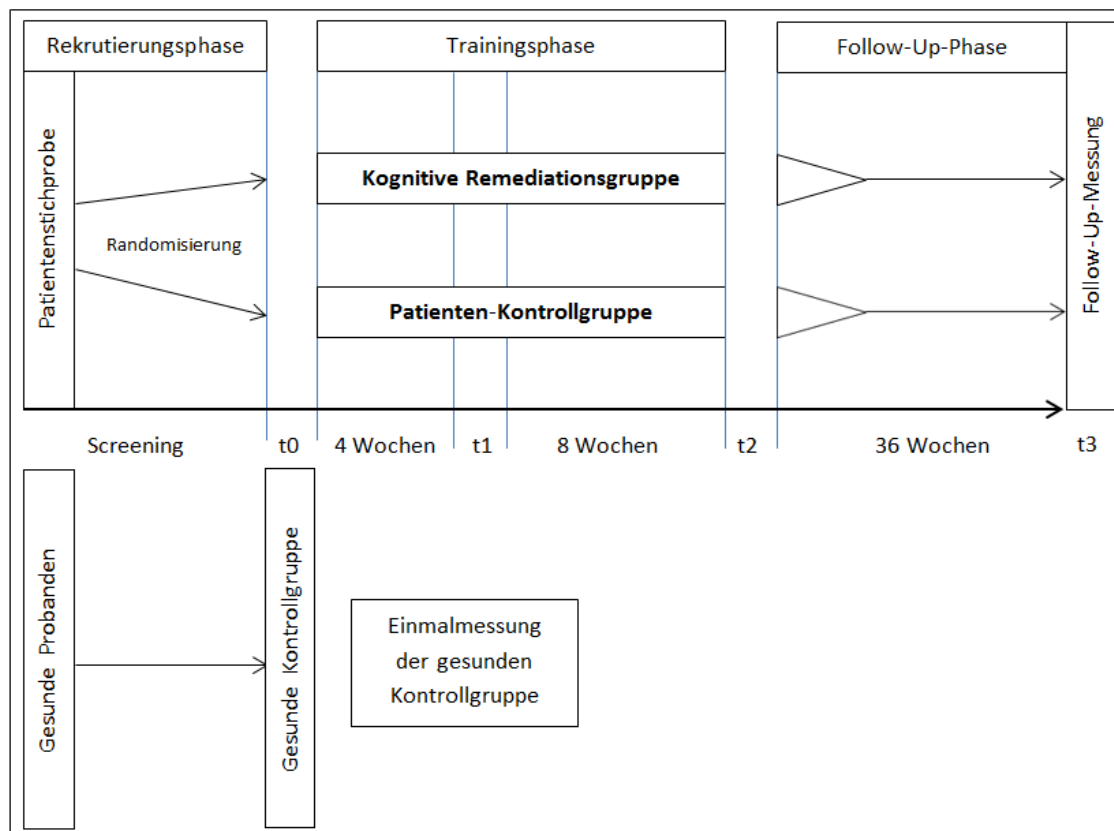 Rekrutierungsphase
Trainingsphase
Follow-Up-Phase
Patientenstichprobe
Randomisierung
Kognitive Remediationsgruppe
Patienten-Kontrollgruppe
Follow-Up-Messung
Screening
t0
4 Wochen
t1
8 Wochen
t2
36 Wochen
t3
Gesunde Probanden
Gesunde Kontrollgruppe
Einmalmessung
der gesunden
Kontrollgruppe